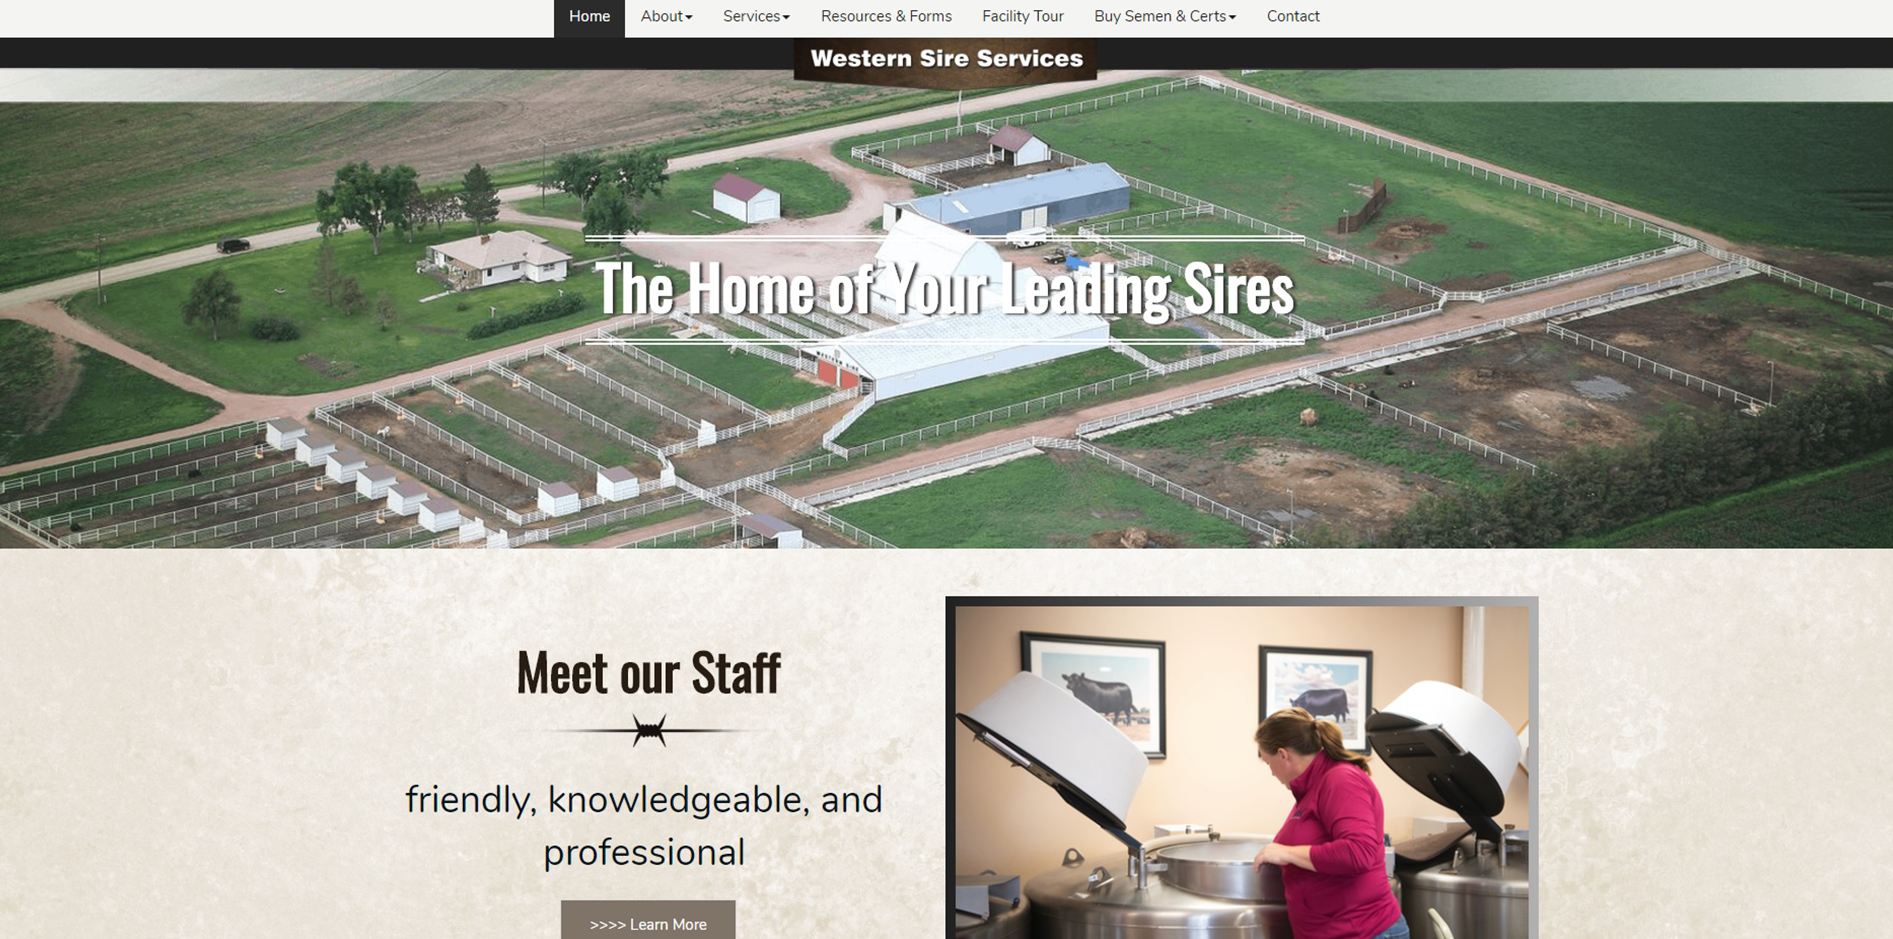 Home About Services Resources & Forms Facility Tour Buy Semen & Certs Contact
Western Sire Services
The Home of Your Leading Sires
Meet our Staff
friendly, knowledgeable, and
professional
>>>> Learn More